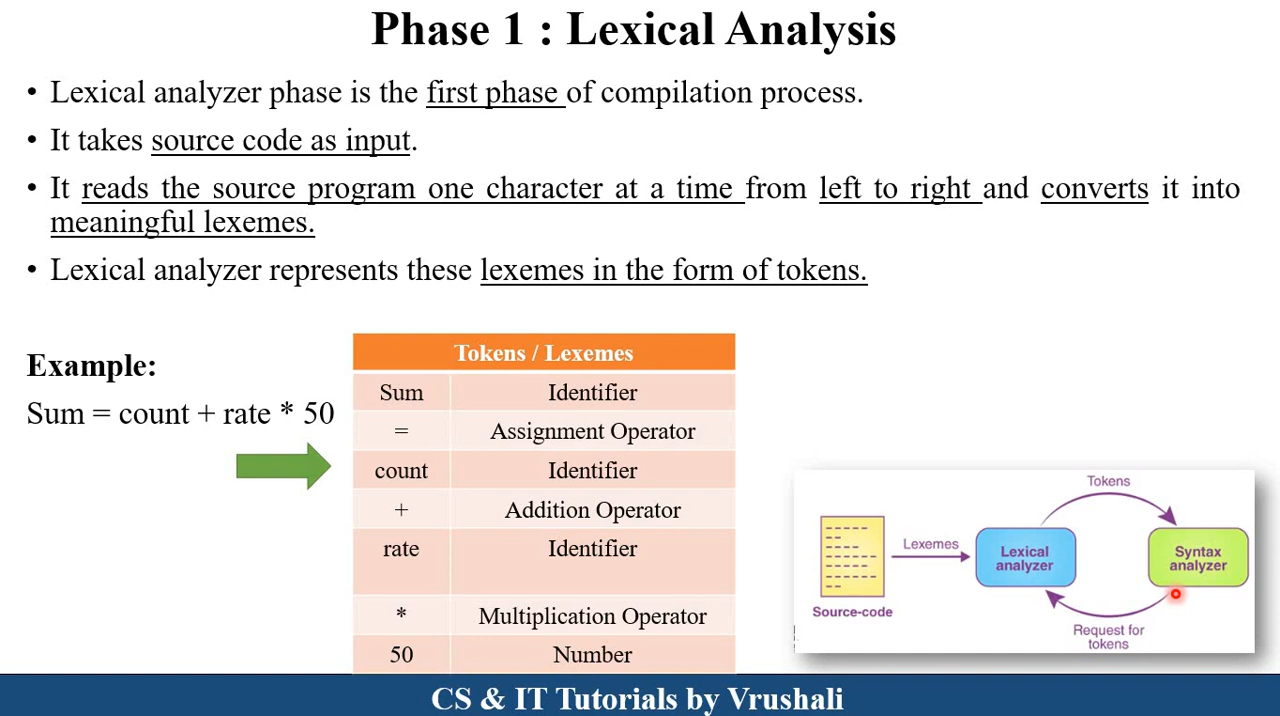 Phase 1 : Lexical Analysis
• Lexical analyzer phase is the first phase of compilation process.
• It takes source code as input.
• It reads the source program one character at a time from left to right and converts it into
meaningful lexemes.
• Lexical analyzer represents these lexemes in the form of tokens.
Example:
Sum = count + rate * 50
Tokens / Lexemes
Sum Identifier
= Assignment Operator
count Identifier
+ Addition Operator
rate Identifier
* Multiplication Operator
50 Number
Tokens
Lexemes
Lexical
analyzer
Syntax
analyzer
Source-code
Request for
tokens
CS & IT Tutorials by Vrushali